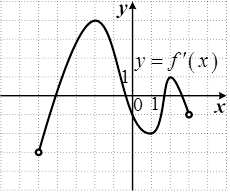 y
y = f'(x)
1
0 1
x